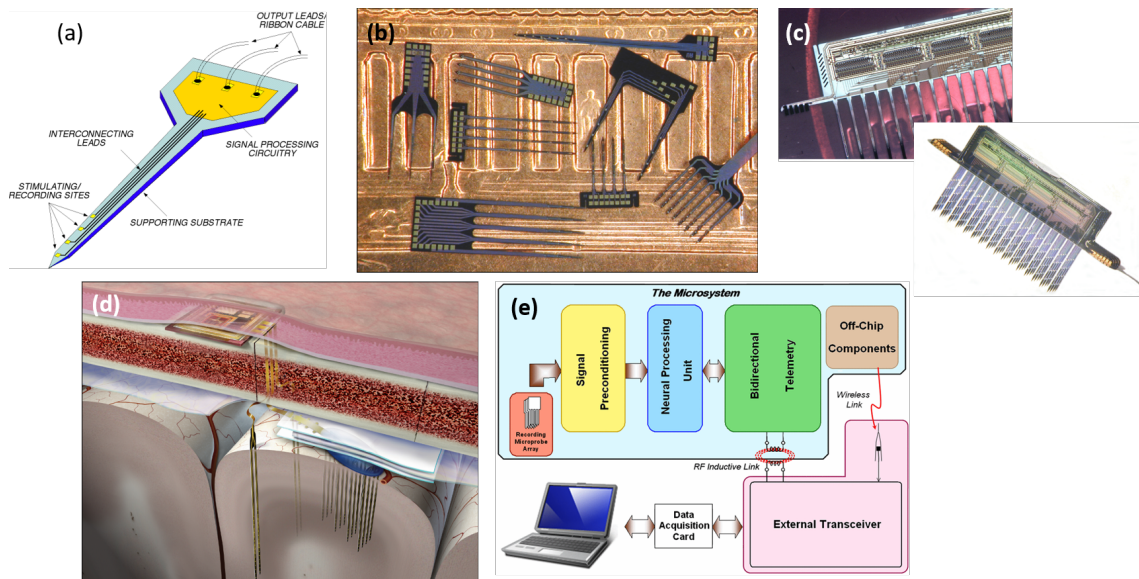 (a)
OUTPUT LEADS/
RIBBON CABLE
INTERCONNECTING
LEADS
SIGNAL PROCESSING
CIRCUITRY
STIMULATING/
RECORDING SITES
SUPPORTING SUBSTRATE
(b)
(c)
(d)
(e)
The Microsystem
Signal
Preconditioning
Neural Processing
Unit
Bidirectional
Telemetry
Off-Chip
Components
Recording
Microprobe
Array
Wireless
Link
RF Inductive Link
Data
Acquisition
Card
External Transceiver